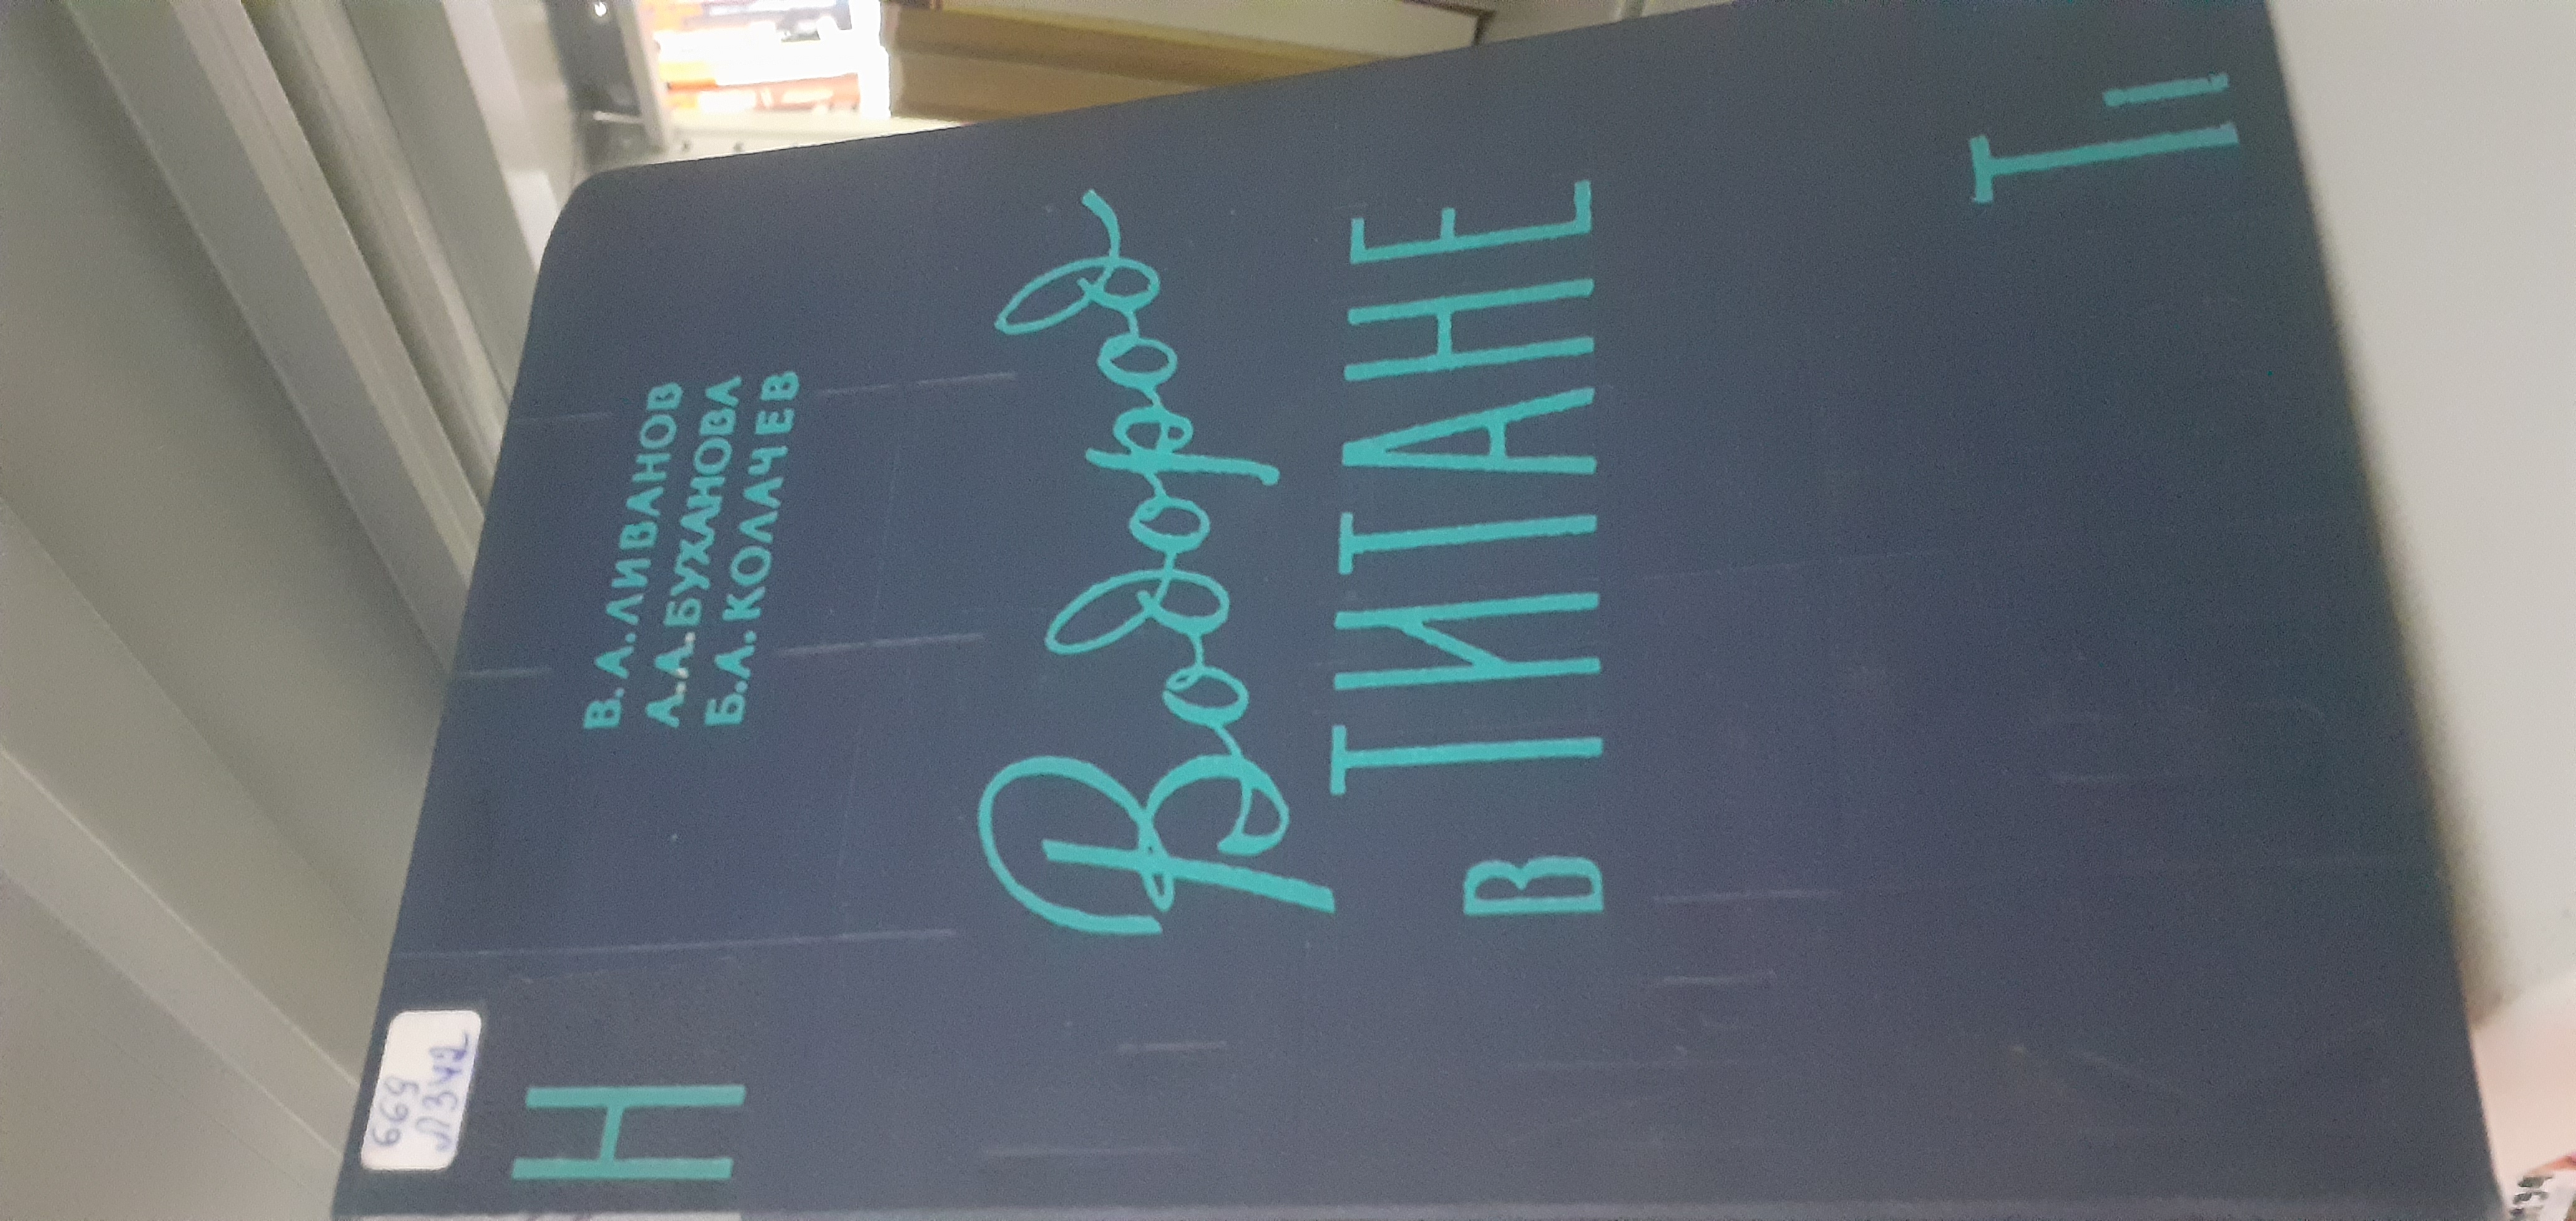 669
Л342
Н
В.А.ЛИВАНОВ
А.А.БУХАНОВА
Б.А.КОЛАЧЕВ
Водород
В ТИТАНЕ
Ti